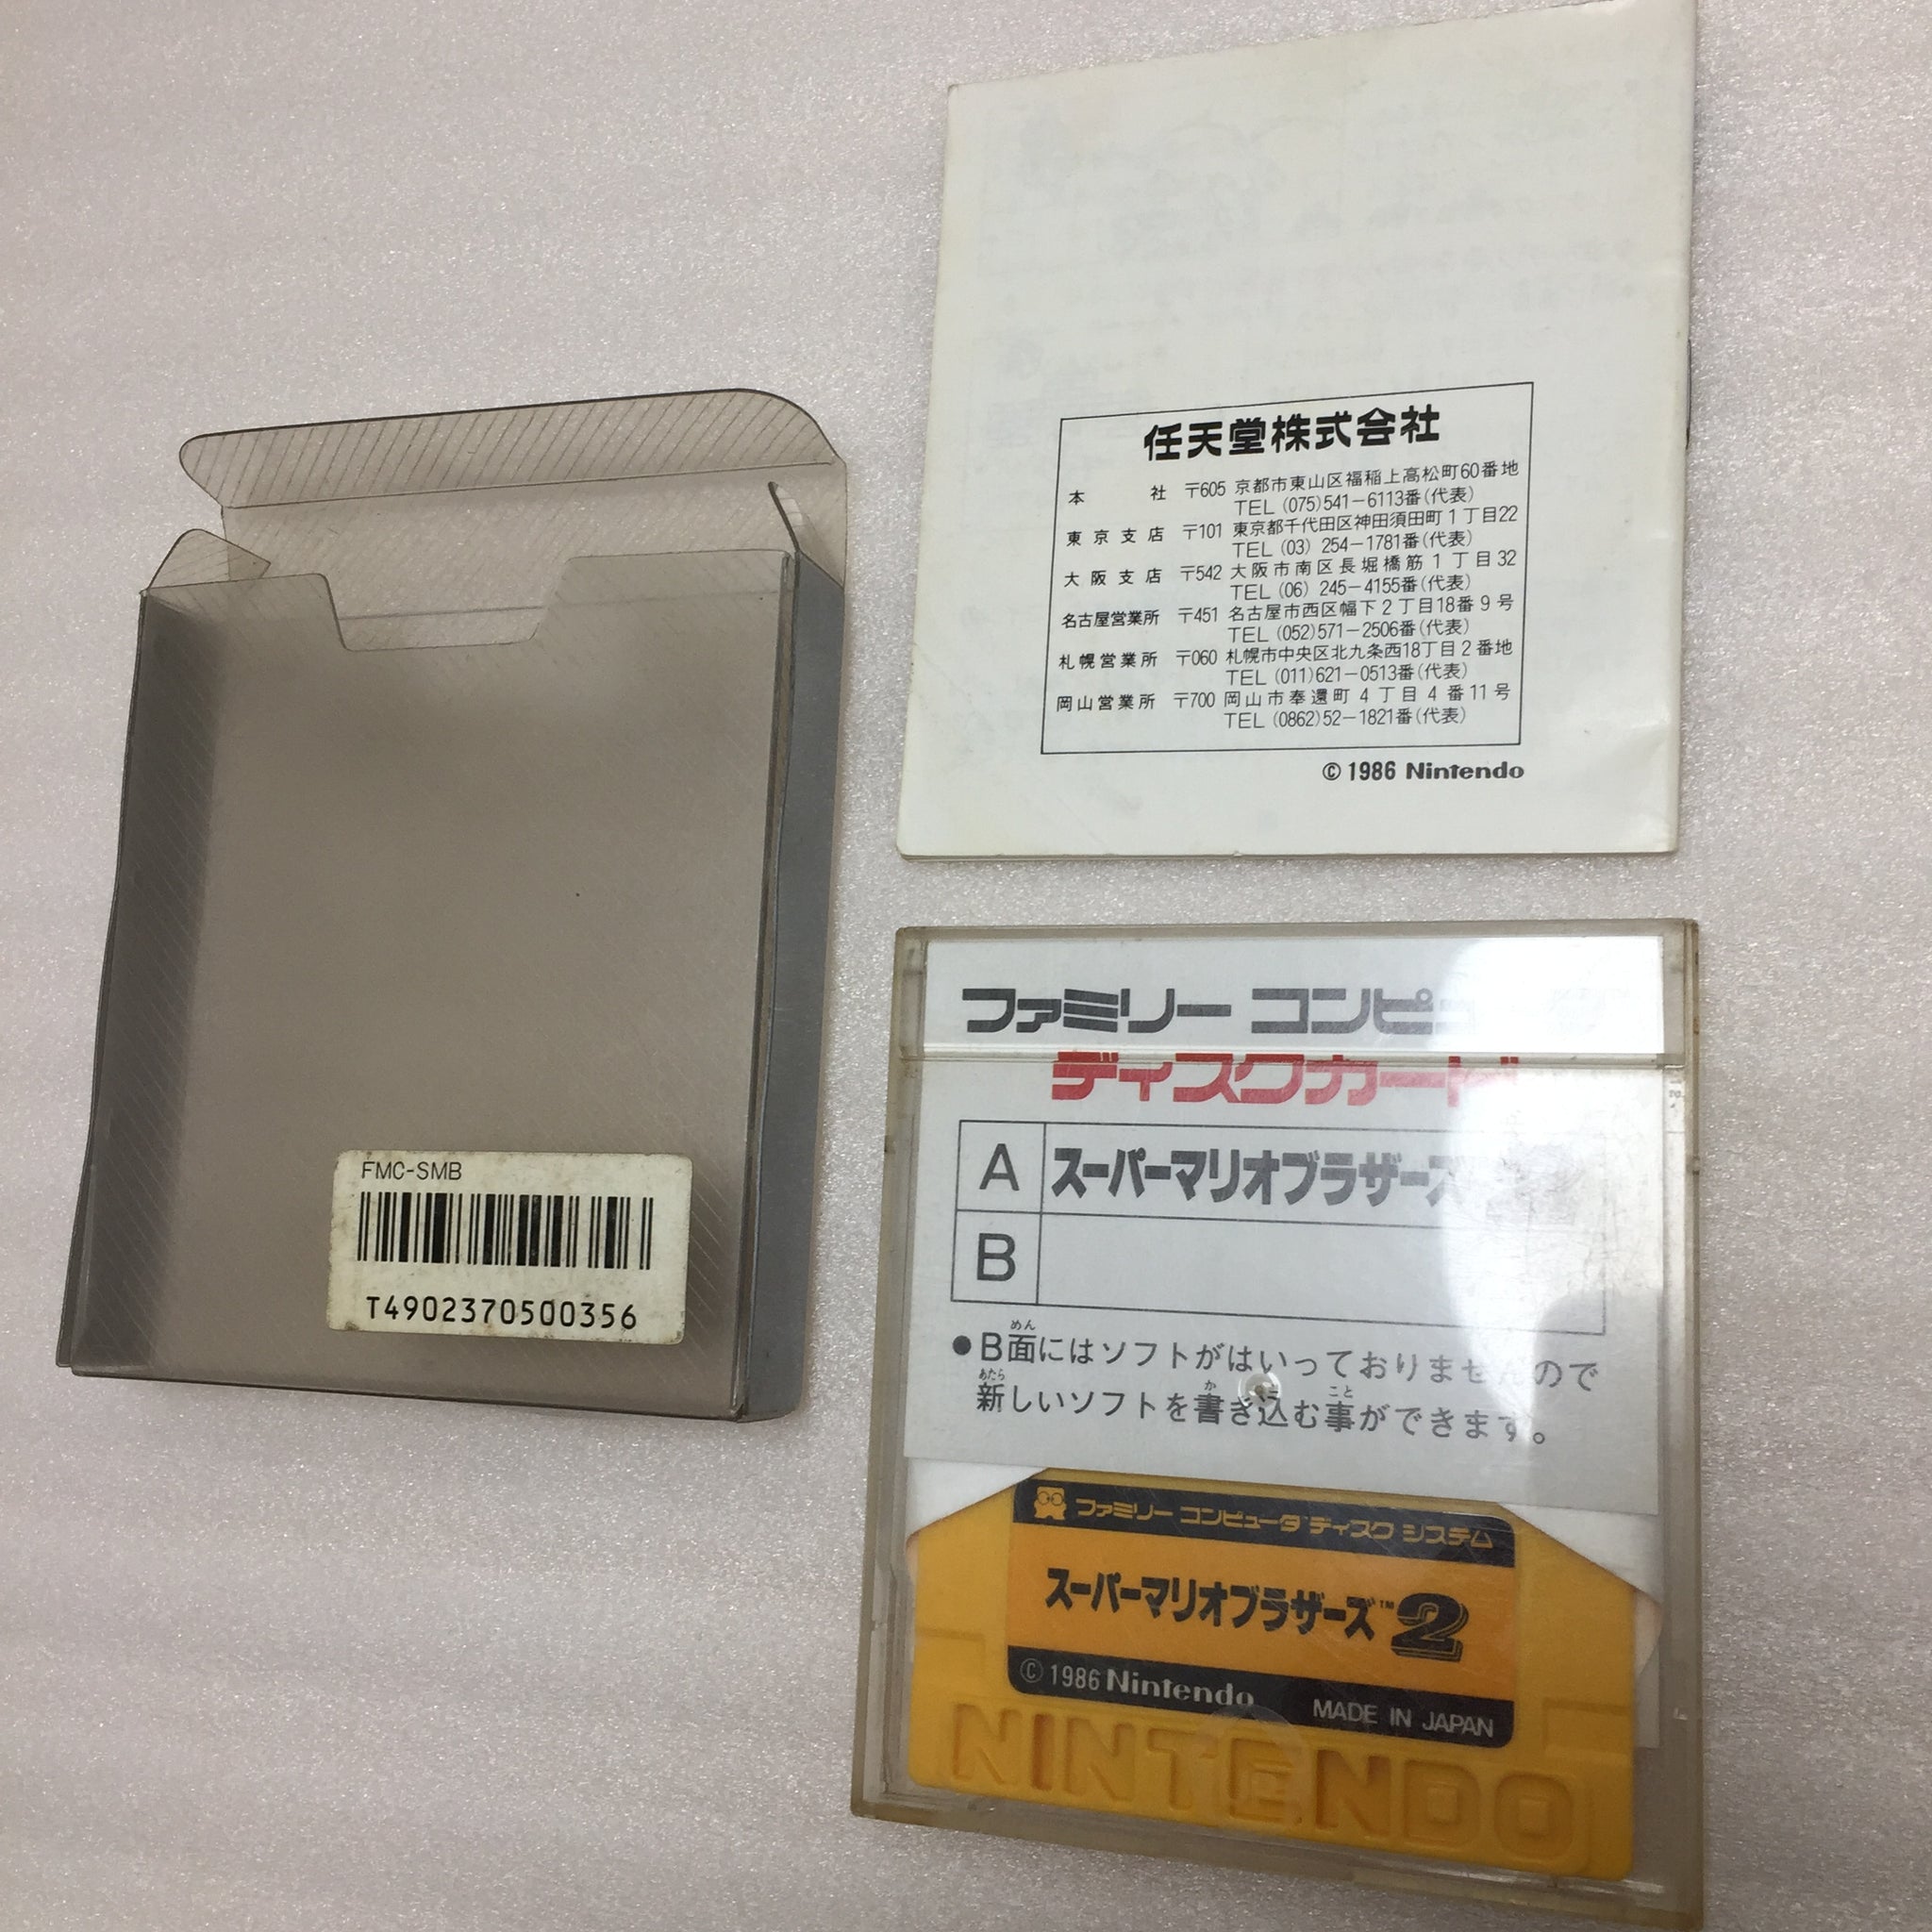 任天堂株式会社
本社 〒605 京都市東山区福稲上高松町60番地
TEL (075)541-6113番(代表)
東京支店 〒101 東京都千代田区神田須田町1丁目22
TEL (03) 254-1781番(代表)
大阪支店 〒542 大阪市南区長堀橋筋1丁目32
TEL (06) 245-4155番(代表)
名古屋営業所 〒451 名古屋市西区幅下2丁目18番9号
TEL (052)571-2506番(代表)
札幌営業所 〒060 札幌市中央区北九条西18丁目2番地
TEL (011)621-0513番(代表)
岡山営業所 〒700 岡山市奉還町4丁目4番11号
TEL (0862)52-1821番(代表)
© 1986 Nintendo
FMC-SMB
T4902370500356
ファミリー コンピュ
ディスクカード
A スーパーマリオブラザーズ
B
●B面にはソフトがはいっておりませんので
新しいソフトを書き込む事ができます。
ファミリー コンピュータ ディスク システム
スーパーマリオブラザーズ™2
© 1986 Nintendo MADE IN JAPAN
NINTENDO